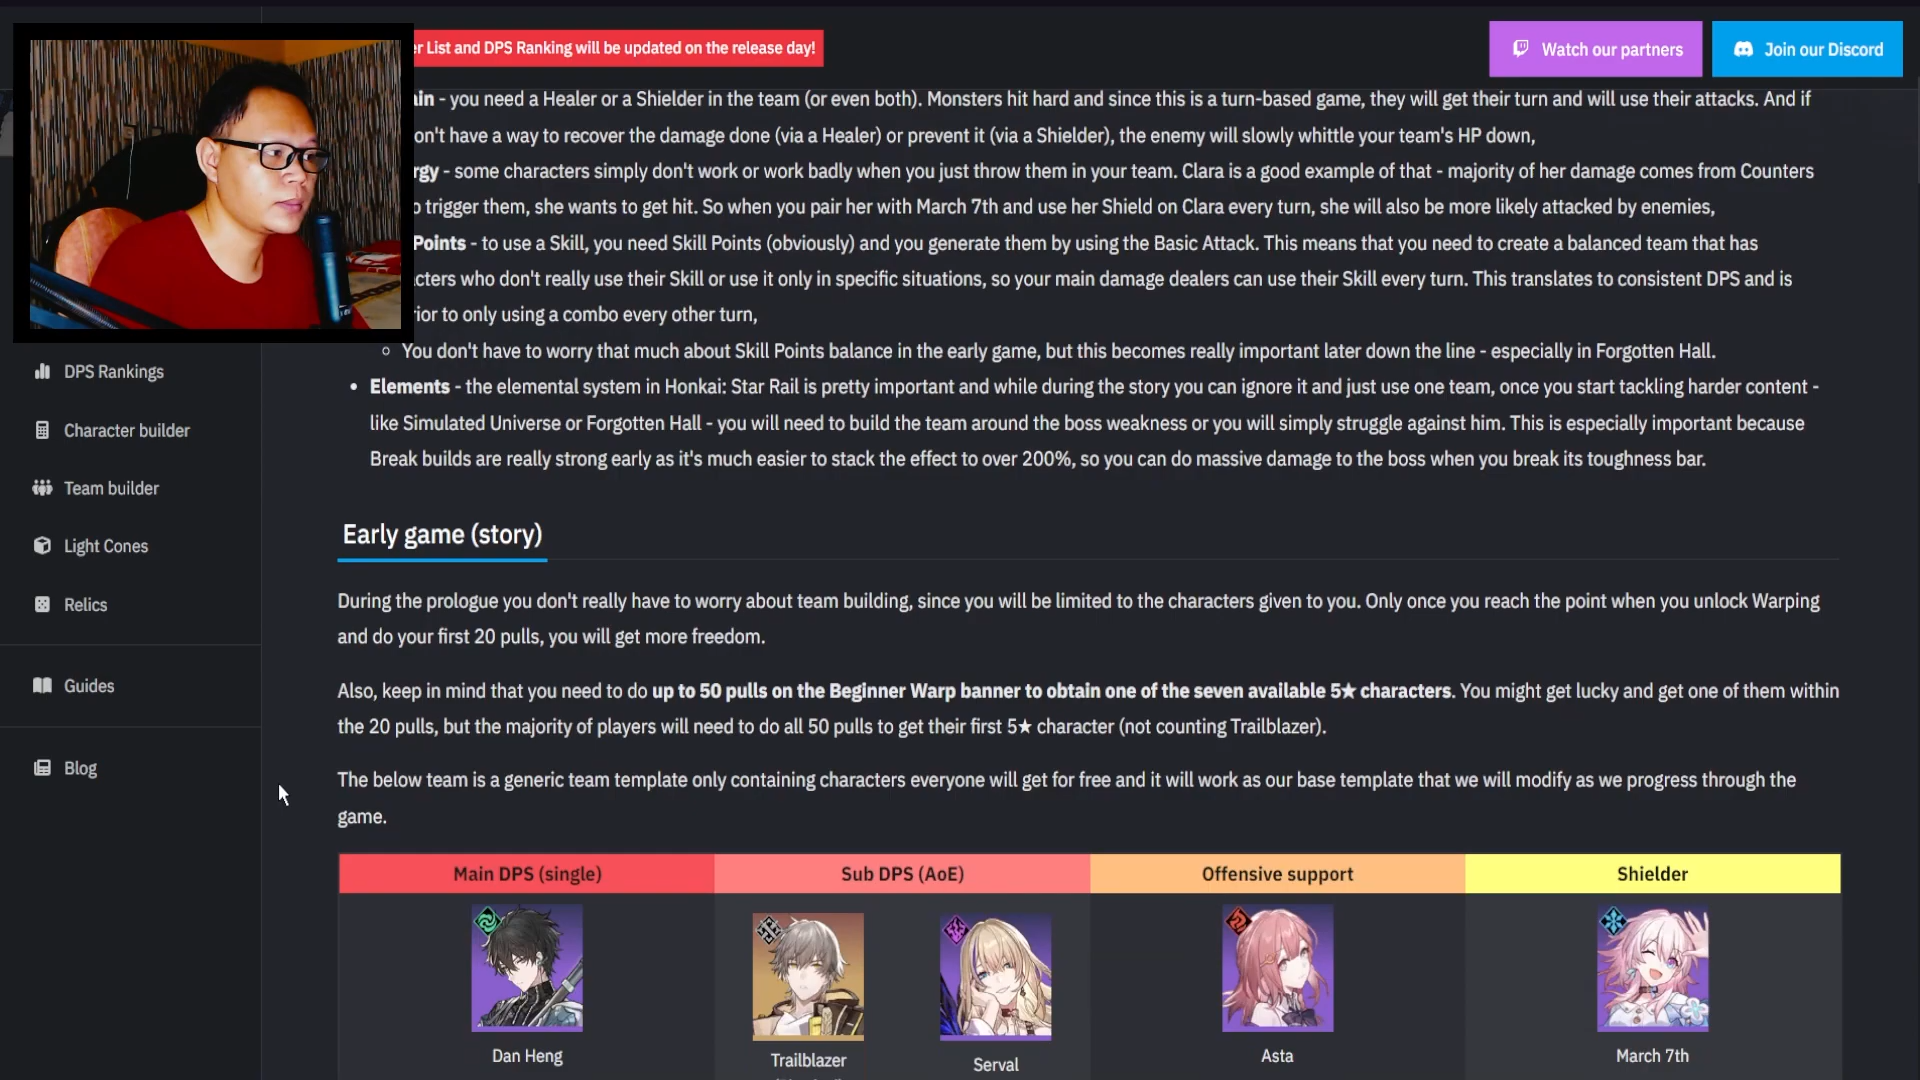 er List and DPS Ranking will be updated on the release day!
Watch our partners
Join our Discord
ain - you need a Healer or a Shielder in the team (or even both). Monsters hit hard and since this is a turn-based game, they will get their turn and will use their attacks. And if
on't have a way to recover the damage done (via a Healer) or prevent it (via a Shielder), the enemy will slowly whittle your team's HP down,
rgy - some characters simply don't work or work badly when you just throw them in your team. Clara is a good example of that - majority of her damage comes from Counters
o trigger them, she wants to get hit. So when you pair her with March 7th and use her Shield on Clara every turn, she will also be more likely attacked by enemies,
Points - to use a Skill, you need Skill Points (obviously) and you generate them by using the Basic Attack. This means that you need to create a balanced team that has
cters who don't really use their Skill or use it only in specific situations, so your main damage dealers can use their Skill every turn. This translates to consistent DPS and is
rior to only using a combo every other turn,
You don't have to worry that much about Skill Points balance in the early game, but this becomes really important later down the line - especially in Forgotten Hall.
• Elements - the elemental system in Honkai: Star Rail is pretty important and while during the story you can ignore it and just use one team, once you start tackling harder content -
like Simulated Universe or Forgotten Hall - you will need to build the team around the boss weakness or you will simply struggle against him. This is especially important because
Break builds are really strong early as it's much easier to stack the effect to over 200%, so you can do massive damage to the boss when you break its toughness bar.
DPS Rankings
Character builder
Team builder
Light Cones
Relics
Guides
Blog
Early game (story)
During the prologue you don't really have to worry about team building, since you will be limited to the characters given to you. Only once you reach the point when you unlock Warping
and do your first 20 pulls, you will get more freedom.
Also, keep in mind that you need to do up to 50 pulls on the Beginner Warp banner to obtain one of the seven available 5★ characters. You might get lucky and get one of them within
the 20 pulls, but the majority of players will need to do all 50 pulls to get their first 5★ character (not counting Trailblazer).
The below team is a generic team template only containing characters everyone will get for free and it will work as our base template that we will modify as we progress through the
game.
Main DPS (single)
Sub DPS (AoE)
Offensive support
Shielder
Dan Heng
Trailblazer
Serval
Asta
March 7th